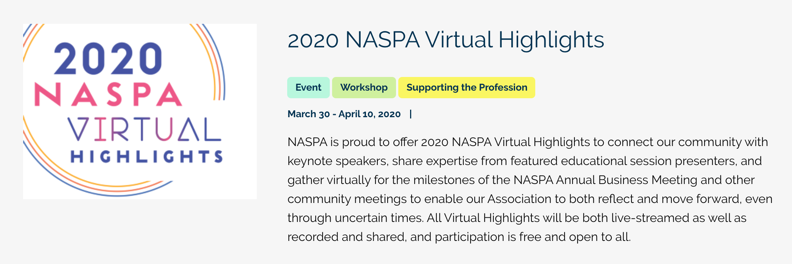 2020
NASPA
VIRTUAL
HIGHLIGHTS
2020 NASPA Virtual Highlights
Event Workshop Supporting the Profession
March 30 - April 10, 2020 |
NASPA is proud to offer 2020 NASPA Virtual Highlights to connect our community with
keynote speakers, share expertise from featured educational session presenters, and
gather virtually for the milestones of the NASPA Annual Business Meeting and other
community meetings to enable our Association to both reflect and move forward, even
through uncertain times. All Virtual Highlights will be both live-streamed as well as
recorded and shared, and participation is free and open to all.